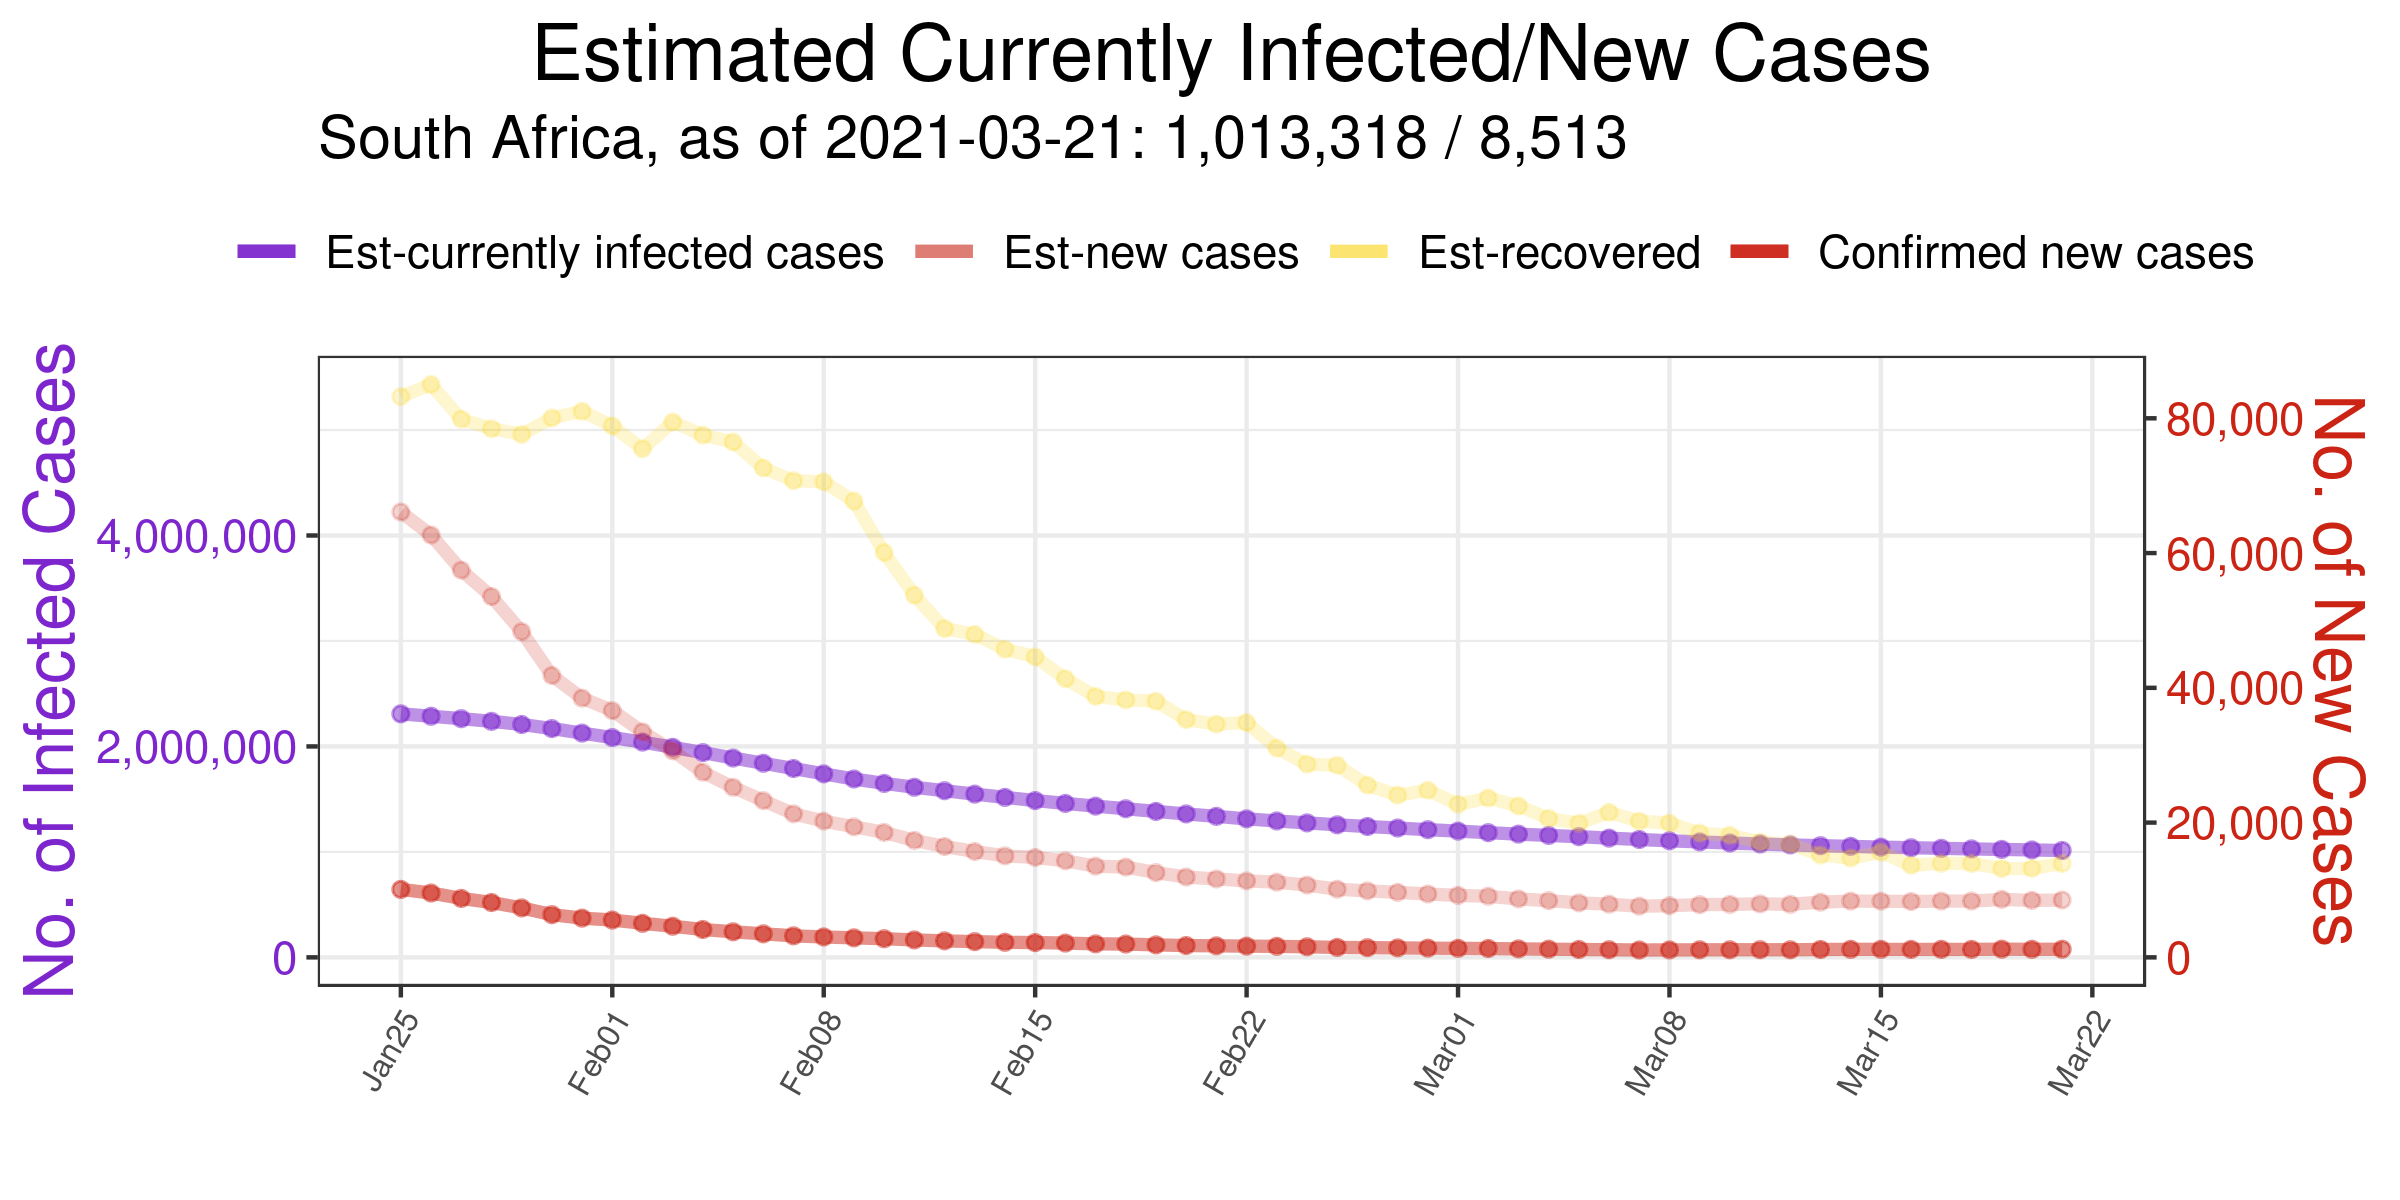 Estimated Currently Infected/New Cases
South Africa, as of 2021-03-21: 1,013,318 / 8,513
Est-currently infected cases Est-new cases Est-recovered Confirmed new cases
No. of Infected Cases
4,000,000
2,000,000
0
80,000
60,000
40,000
20,000
0
No. of New Cases
Jan25 Feb01 Feb08 Feb15 Feb22 Mar01 Mar08 Mar15 Mar22